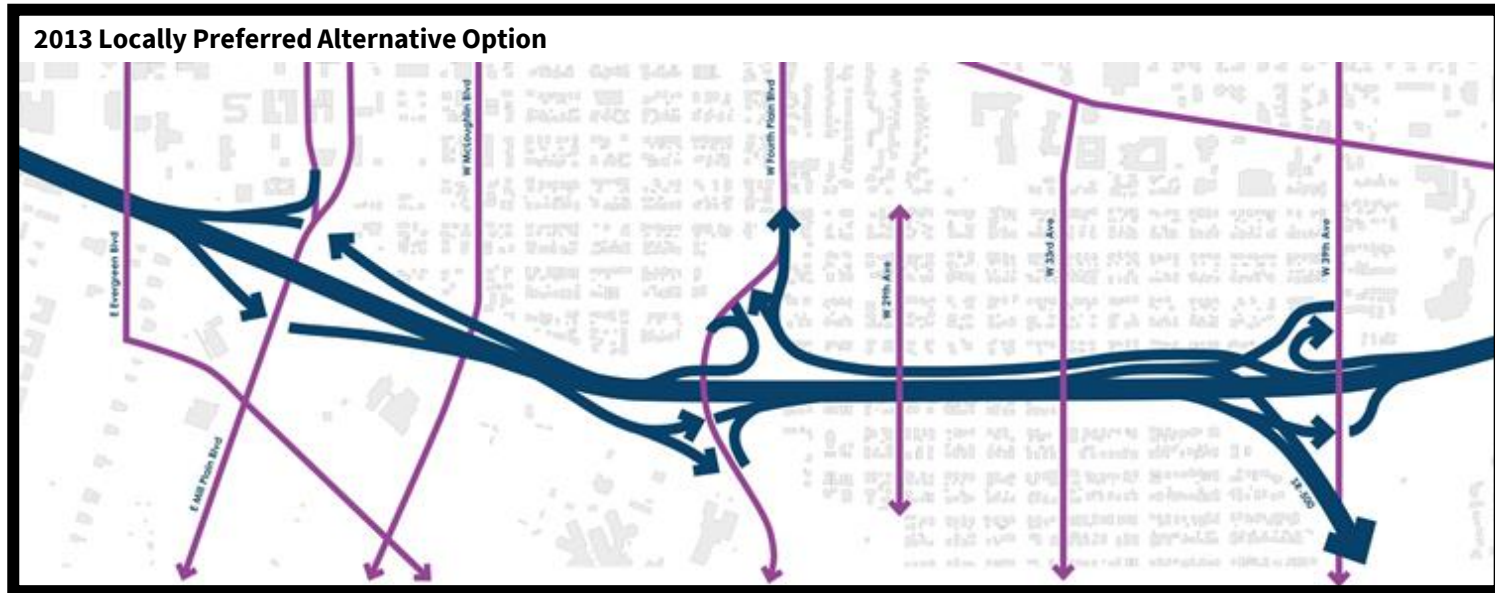 2013 Locally Preferred Alternative Option
E Evergreen Blvd
E Mill Plain Blvd
W McLoughlin Blvd
W Fourth Plain Blvd
W 29th Ave
W 33rd Ave
W 39th Ave
SR-500